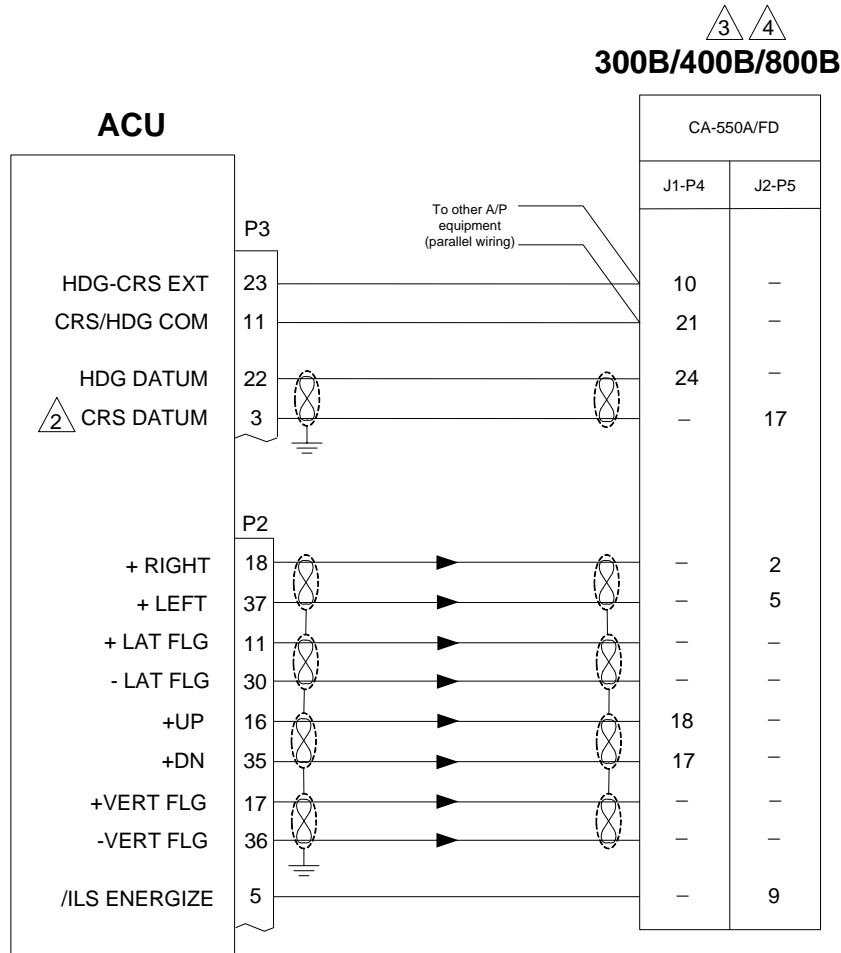 3 4
300B/400B/800B
ACU
CA-550A/FD
J1-P4 J2-P5
To other A/P
equipment
(parallel wiring)
P3
HDG-CRS EXT 23 10 –
CRS/HDG COM 11 21 –
HDG DATUM 22 24 –
2 CRS DATUM 3 – 17
P2
+ RIGHT 18 – 2
+ LEFT 37 – 5
+ LAT FLG 11 – –
- LAT FLG 30 – –
+UP 16 18 –
+DN 35 17 –
+VERT FLG 17 – –
-VERT FLG 36 – –
/ILS ENERGIZE 5 – 9